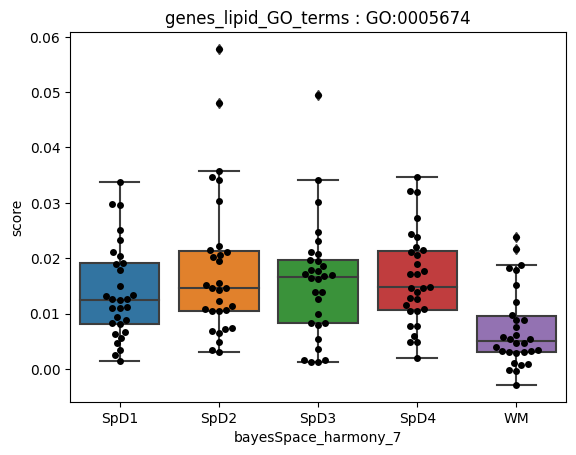 genes_lipid_GO_terms : GO:0005674
0.06
0.05
0.04
0.03
0.02
0.01
0.00
score
SpD1 SpD2 SpD3 SpD4 WM
bayesSpace_harmony_7